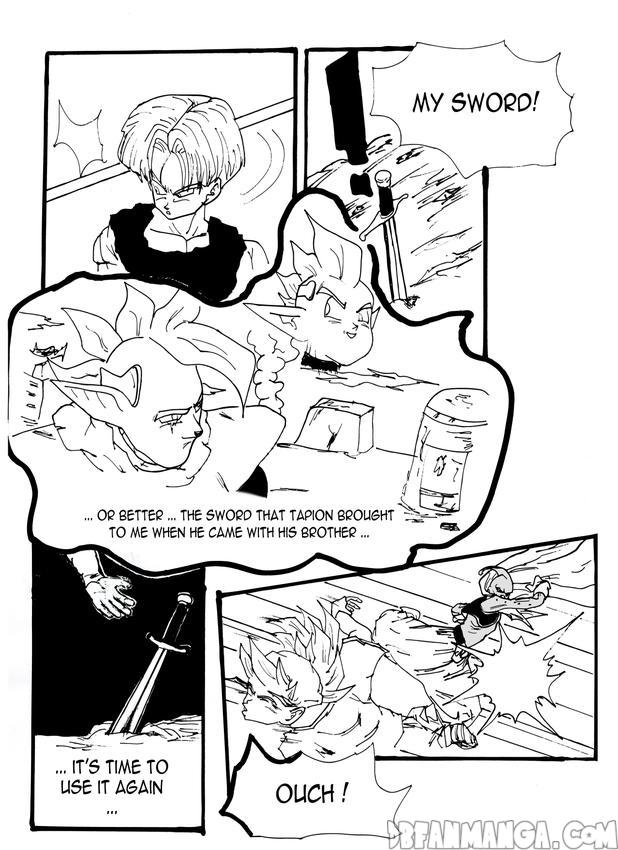 MY SWORD!
... OR BETTER ... THE SWORD THAT TAPION BROUGHT
TO ME WHEN HE CAME WITH HIS BROTHER ...
... IT'S TIME TO
USE IT AGAIN
...
OUCH !
DBFANMANGA.COM